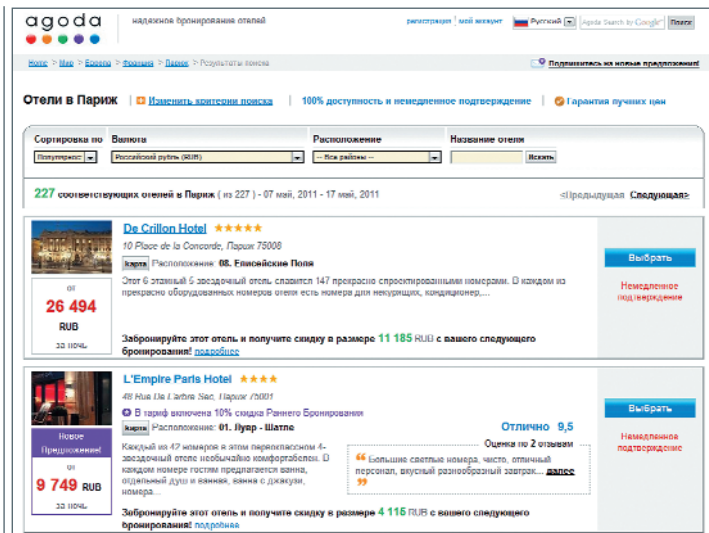 agoda
надежное бронирование отелей
регистрация | мой аккаунт
Русский
Agoda Search by Google
Поиск
Home > Мир > Европа > Франция > Париж > Результаты поиска
Подпишитесь на новые предложения!
Отели в Париж | Изменить критерии поиска | 100% доступность и немедленное подтверждение | Гарантия лучших цен
Сортировка по Валюта Расположение Название отеля
Популярнос Российский рубль (RUB) -- Все районы -- Искать
227 соответствующих отелей в Париж ( из 227 ) - 07 май, 2011 - 17 май, 2011
<Предыдущая Следующая>
De Crillon Hotel
10 Place de la Concorde, Париж 75008
карта Расположение: 08. Елисейские Поля
Этот 6 этажный 5-звездочный отель славится 147 прекрасно спроектированными номерами. В каждом из
прекрасно оборудованных номеров отеля есть номера для некурящих, кондиционер,...
от
26 494
RUB
за ночь
Забронируйте этот отель и получите скидку в размере 11 185 RUB с вашего следующего
бронирования! подробнее
Выбрать
Немедленное
подтверждение
L'Empire Paris Hotel
48 Rue De L'arbre Sec, Париж 75001
В тариф включена 10% скидка Раннего Бронирования
карта Расположение: 01. Лувр - Шатле
Новое
Предложение!
от
9 749 RUB
за ночь
Каждый из 42 номеров в этом первоклассном 4-
звездочный отеле необычайно комфортабелен. В
каждом номере гостям предлагается ванна,
отдельный душ и ванная, ванна с джакузи,
номера...
Отлично 9,5
Оценка по 2 отзывам
Большие светлые номера, чисто, отличный
персонал, вкусный разнообразный завтрак... далее
Забронируйте этот отель и получите скидку в размере 4 116 RUB с вашего следующего
бронирования! подробнее
Выбрать
Немедленное
подтверждение